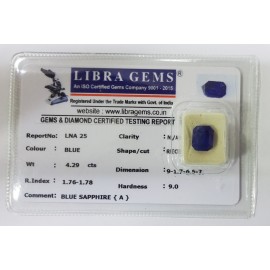 LIBRA GEMS ®
An ISO Certified Gems Company 9001 - 2015
Registered Under the Trade Marks with Govt. of India
website : www.libragems.co.in
GEMS & DIAMOND CERTIFIED TESTING REPORT
ReportNo: LNA 25 Clarity N/A
Colour : BLUE Shape/cut
Wt : 4.29 cts Dimension
R.Index : 1.76-1.78 Hardness : 9.0
Comment : BLUE SAPPHIRE { A }